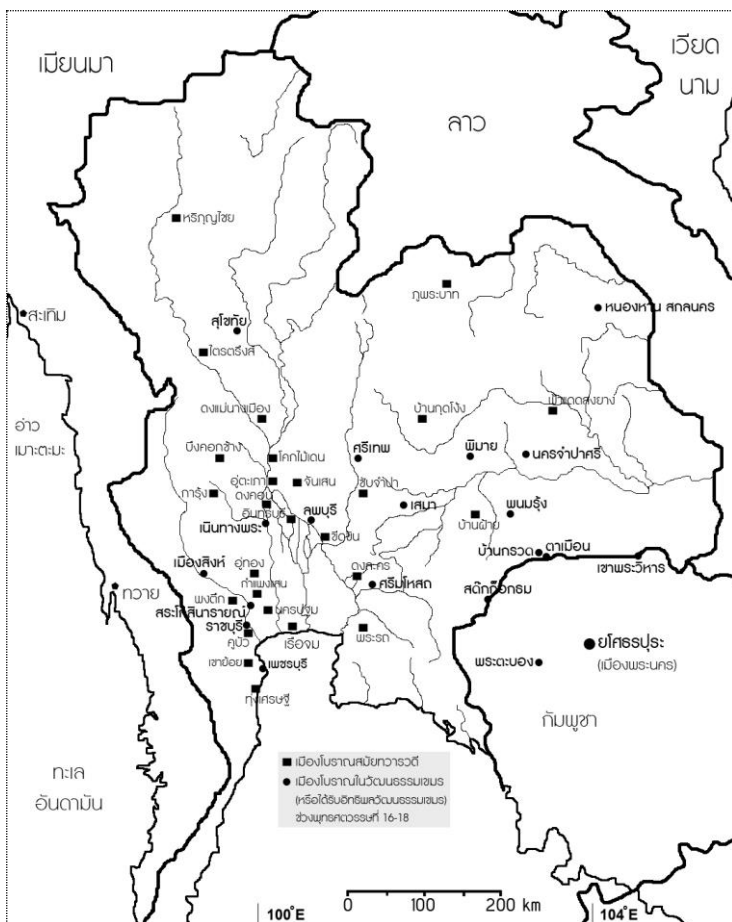 เมียนมา
เวียด
นาม
ลาว
หริภุญไชย
ภูพระบาท
หนองหาน สกลนคร
สะเทิม
สุโขทัย
ไตรตรึงส์
อ่าว
เมาะตะมะ
ดงแม่นางเมือง
บ้านกุดโง้ง
ฟ้าแดดสงยาง
บึงคอกช้าง
โคกไม้เดน
ศรีเทพ
พิมาย
นครจำปาศรี
อู่ตะเภา
จันเสน
ซับจำปา
การุ้ง
ดงคอน
อินทรบุรี
ลพบุรี
เสมา
บ้านฝ้าย
พนมรุ้ง
เนินทางพระ
ขีดขิน
บ้านกรวด
ตาเมือน
เขาพระวิหาร
เมืองสิงห์
อู่ทอง
ดงละคร
ศรีมโหสถ
ทวาย
กำแพงแสน
สด๊กก็อกธม
พงตึก
สระโกสินารายณ์
นครปฐม
ราชบุรี
คูบัว
เรือจม
พระรถ
ยโศธรปุระ
(เมืองพระนคร)
เขาย้อย
เพชรบุรี
พระตะบอง
ทุ่งเศรษฐี
กัมพูชา
ทะเล
อันดามัน
เมืองโบราณสมัยทวารวดี
เมืองโบราณในวัฒนธรรมเขมร
(หรือได้รับอิทธิพลวัฒนธรรมเขมร)
ช่วงพุทธศตวรรษที่ 16-18
0 100 200 km
100°E
104°E